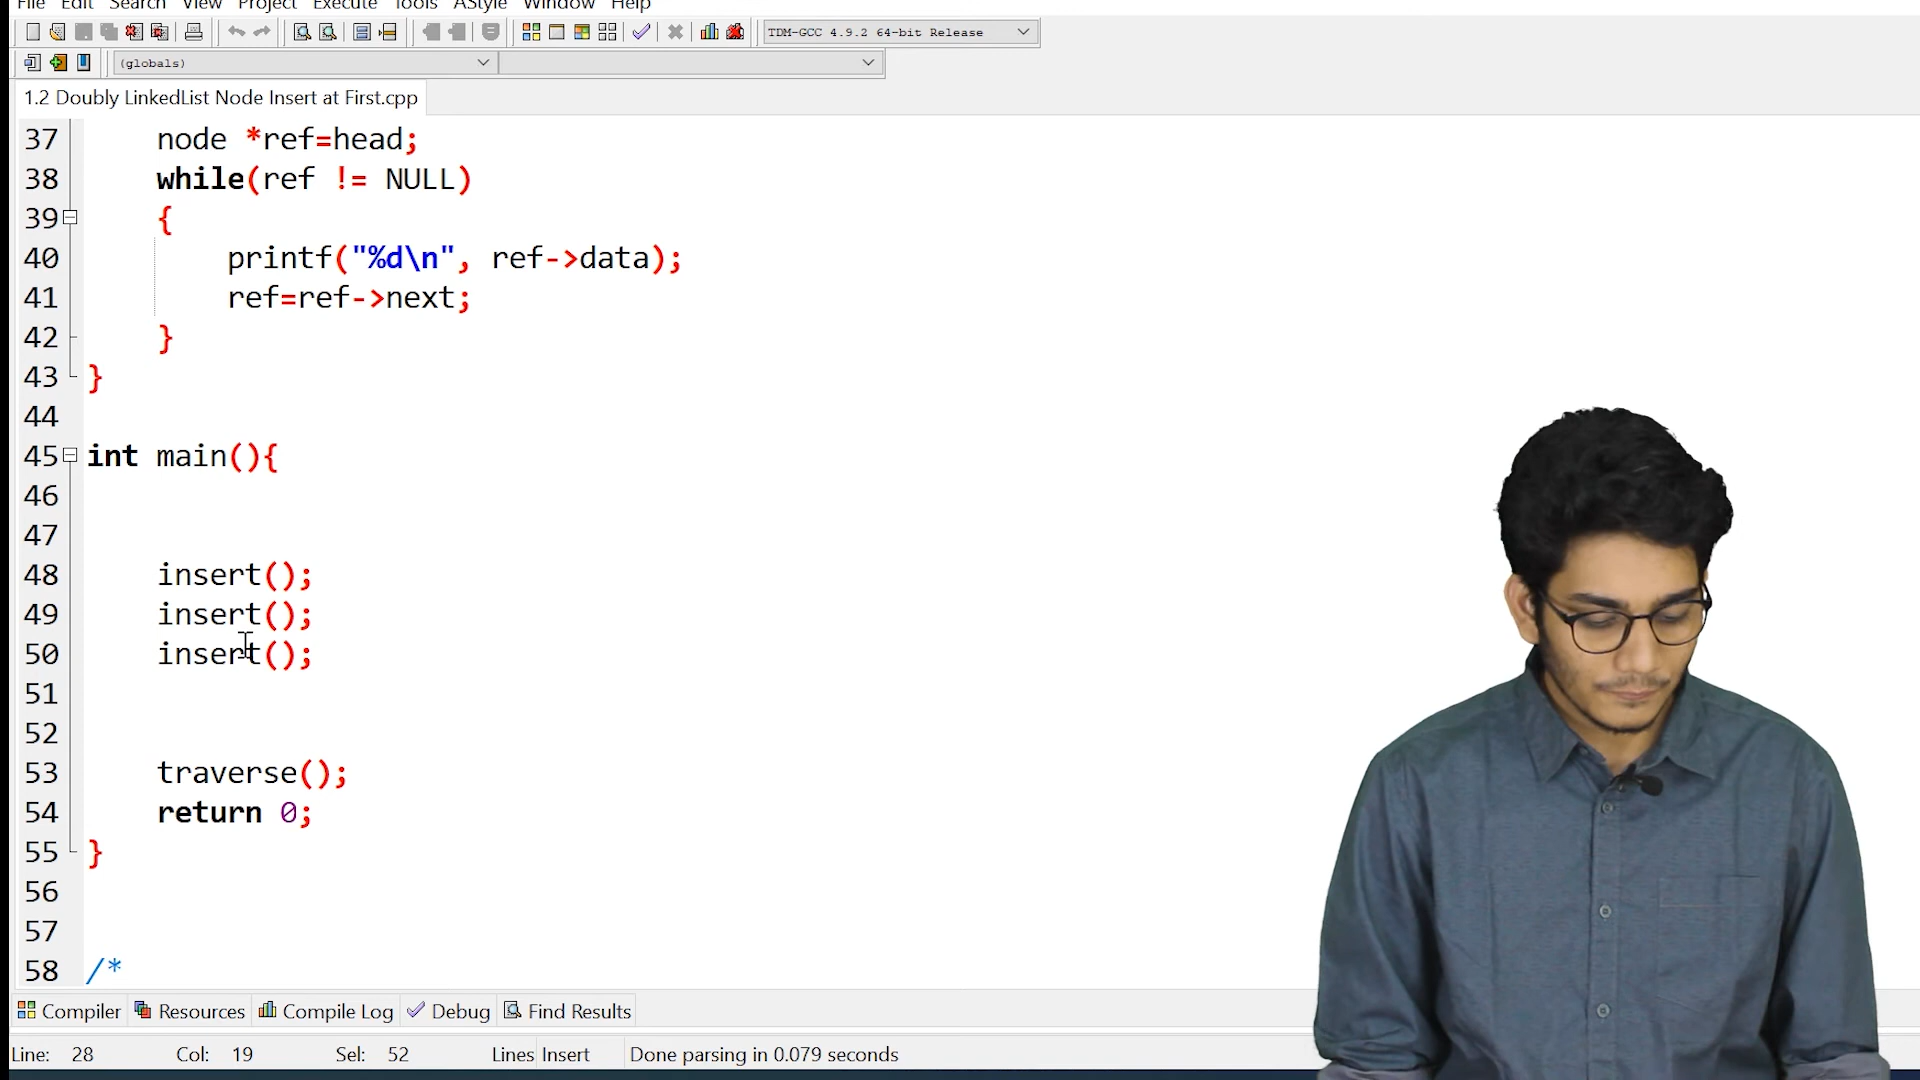 File Edit Search View Project Execute Tools AStyle Window Help
TDM-GCC 4.9.2 64-bit Release
(globals)
1.2 Doubly LinkedList Node Insert at First.cpp
37 node *ref=head;
38 while(ref != NULL)
39 {
40 printf("%d\n", ref->data);
41 ref=ref->next;
42 }
43 }
44
45 int main(){
46
47
48 insert();
49 insert();
50 insert();
51
52
53 traverse();
54 return 0;
55 }
56
57
58 /*
Compiler Resources Compile Log Debug Find Results
Line: 28 Col: 19 Sel: 52 Lines Insert Done parsing in 0.079 seconds